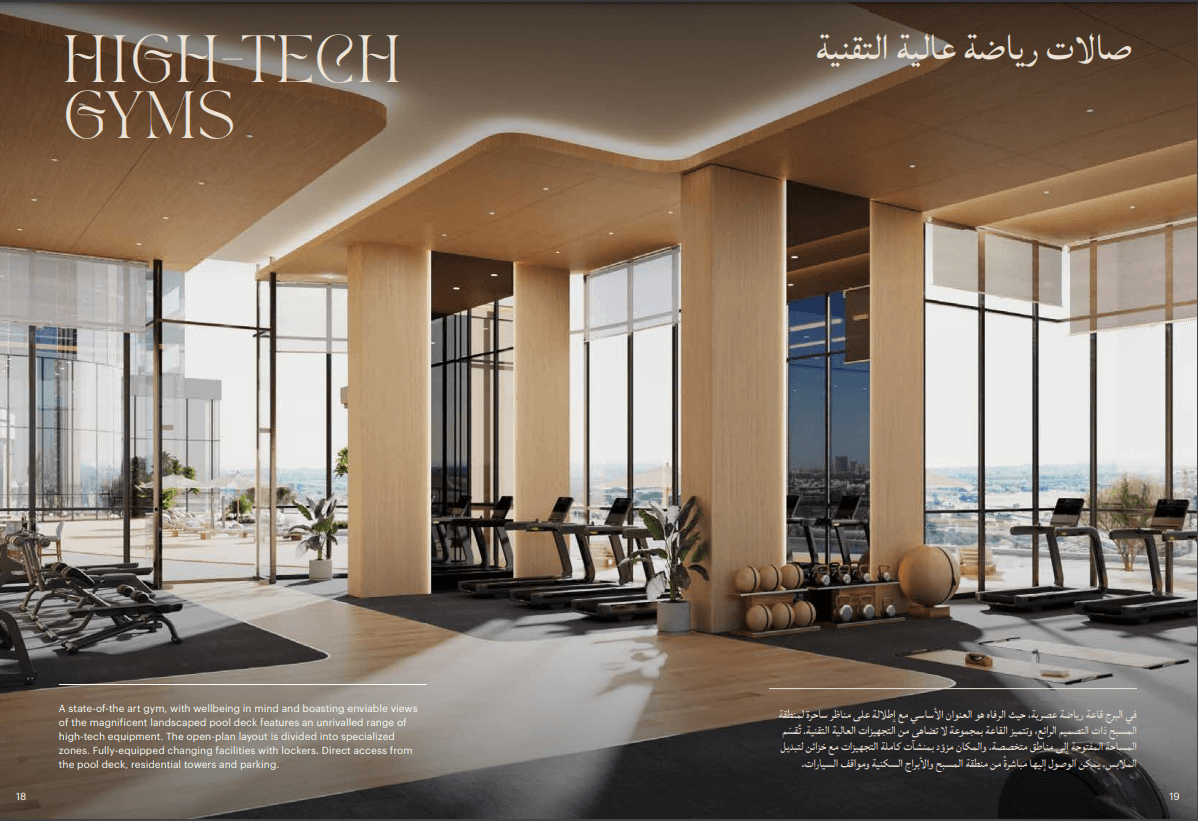 HIGH-TECH
GYMS
صالات رياضة عالية التقنية
A state-of-the art gym, with wellbeing in mind and boasting enviable views
of the magnificent landscaped pool deck features an unrivalled range of
high-tech equipment. The open-plan layout is divided into specialized
zones. Fully-equipped changing facilities with lockers. Direct access from
the pool deck, residential towers and parking.
في البرج قاعة رياضة عصرية، حيث الرفاه هو العنوان الأساسي مع إطلالة على مناظر ساحرة لمنطقة
المسبح ذات التصميم الرائع، وتتميز القاعة بمجموعة لا تضاهى من التجهيزات العالية التقنية. تُقسَم
المساحة المفتوحة إلى مناطق متخصصة، والمكان مزوّد بمنشآت كاملة التجهيزات مع خزائن لتبديل
الملابس. يمكن الوصول إليها مباشرةً من منطقة المسبح والأبراج السكنية ومواقف السيارات.
18
19